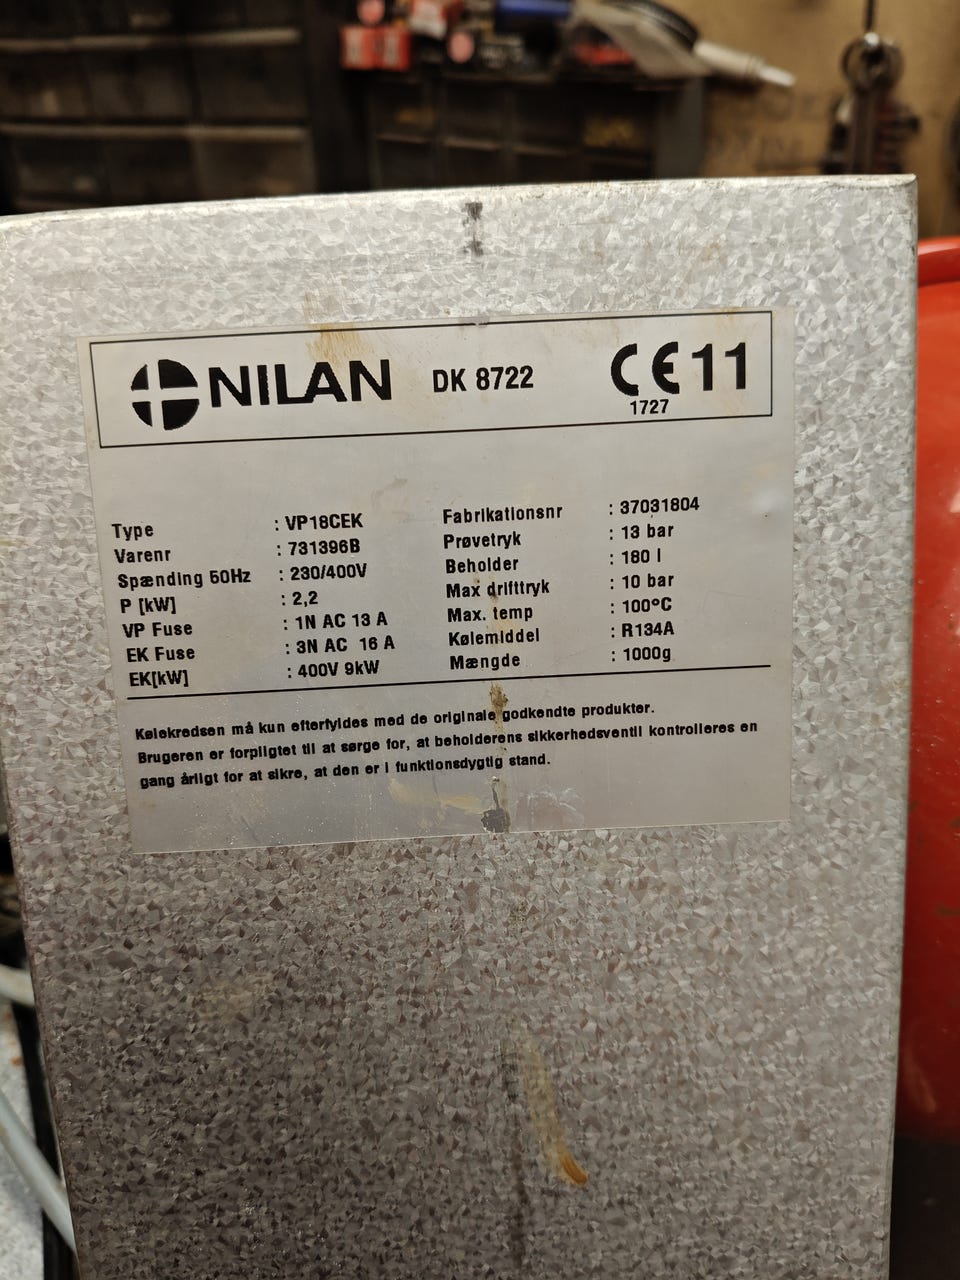 NILAN DK 8722 CE 11
1727
Type : VP18CEK
Varenr : 731396B
Spænding 50Hz : 230/400V
P [kW] : 2,2
VP Fuse : 1N AC 13 A
EK Fuse : 3N AC 16 A
EK[kW] : 400V 9kW
Fabrikationsnr : 37031804
Prøvetryk : 13 bar
Beholder : 180 l
Max drifttryk : 10 bar
Max. temp : 100ºC
Kølemiddel : R134A
Mængde : 1000g
Kølekredsen må kun efterfyldes med de originale godkendte produkter.
Brugeren er forpligtet til at sørge for, at beholderens sikkerhedsventil kontrolleres en
gang årligt for at sikre, at den er i funktionsdygtig stand.